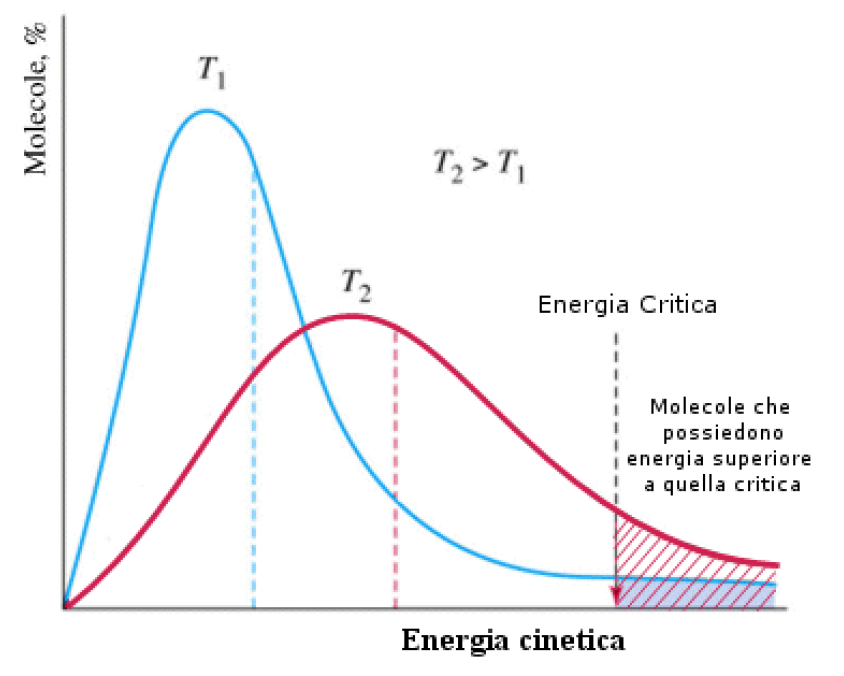 Molecole, %
T1
T2 > T1
T2
Energia Critica
Molecole che
possiedono
energia superiore
a quella critica
Energia cinetica